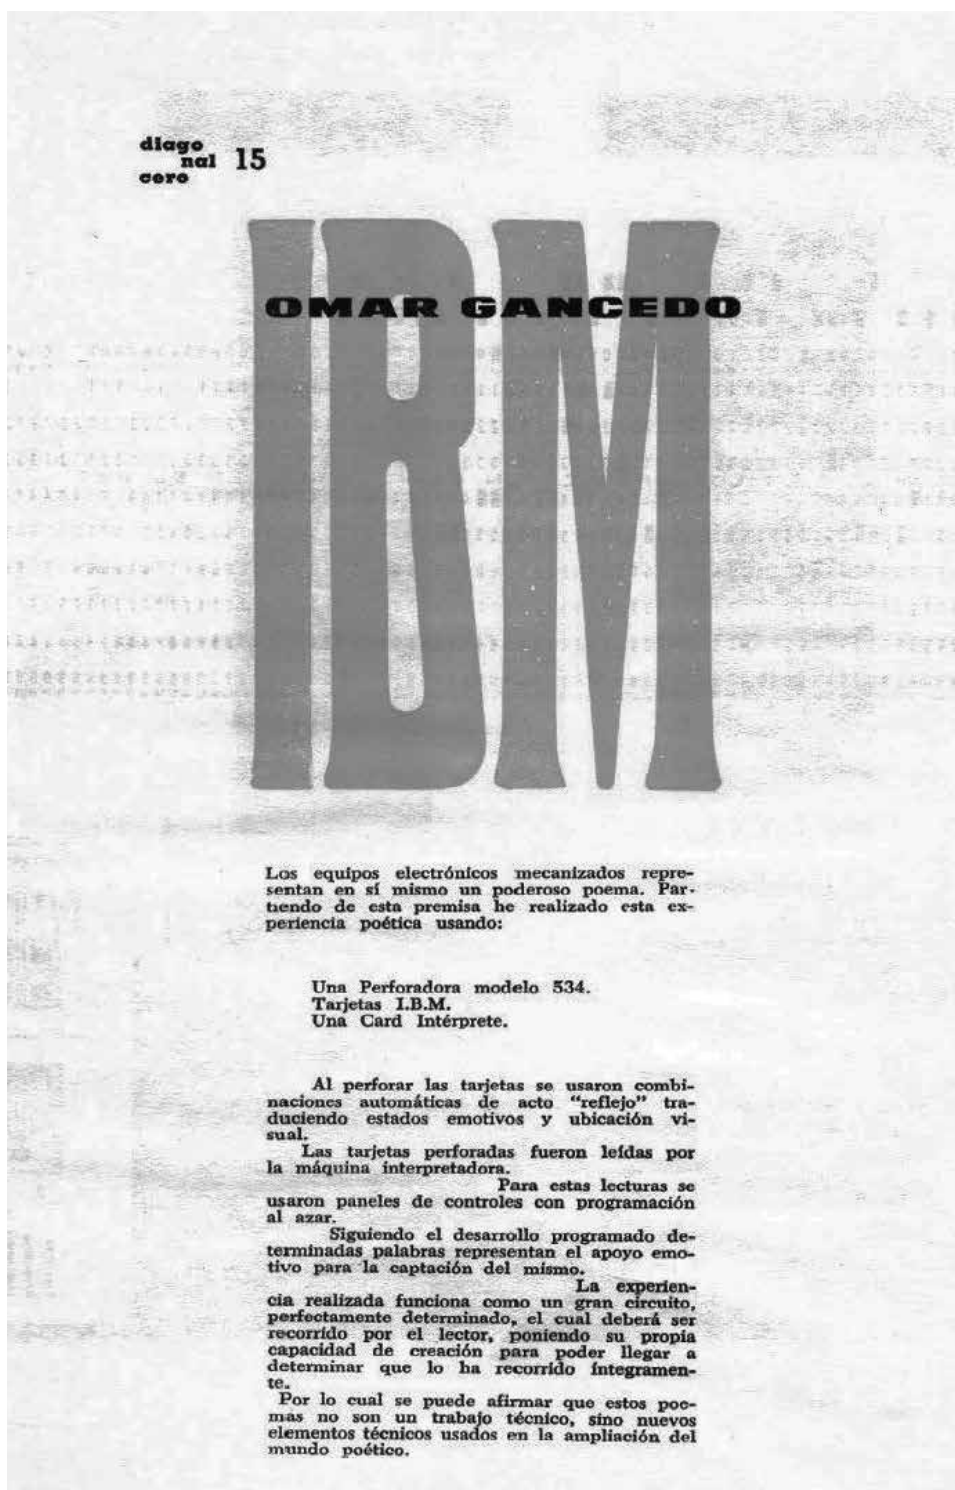 diago
nal 15
cero
IBM
OMAR GANCEDO
Los equipos electrónicos mecanizados repre-
sentan en sí mismo un poderoso poema. Par-
tiendo de esta premisa he realizado esta ex-
periencia poética usando:
Una Perforadora modelo 534.
Tarjetas I.B.M.
Una Card Intérprete.
Al perforar las tarjetas se usaron combi-
naciones automáticas de acto “reflejo” tra-
duciendo estados emotivos y ubicación vi-
sual.
Las tarjetas perforadas fueron leídas por
la máquina interpretadora.
Para estas lecturas se
usaron paneles de controles con programación
al azar.
Siguiendo el desarrollo programado de-
terminadas palabras representan el apoyo emo-
tivo para la captación del mismo.
La experien-
cia realizada funciona como un gran circuito,
perfectamente determinado, el cual deberá ser
recorrido por el lector, poniendo su propia
capacidad de creación para poder llegar a
determinar que lo ha recorrido íntegramen-
te.
Por lo cual se puede afirmar que estos poe-
mas no son un trabajo técnico, sino nuevos
elementos técnicos usados en la ampliación del
mundo poético.